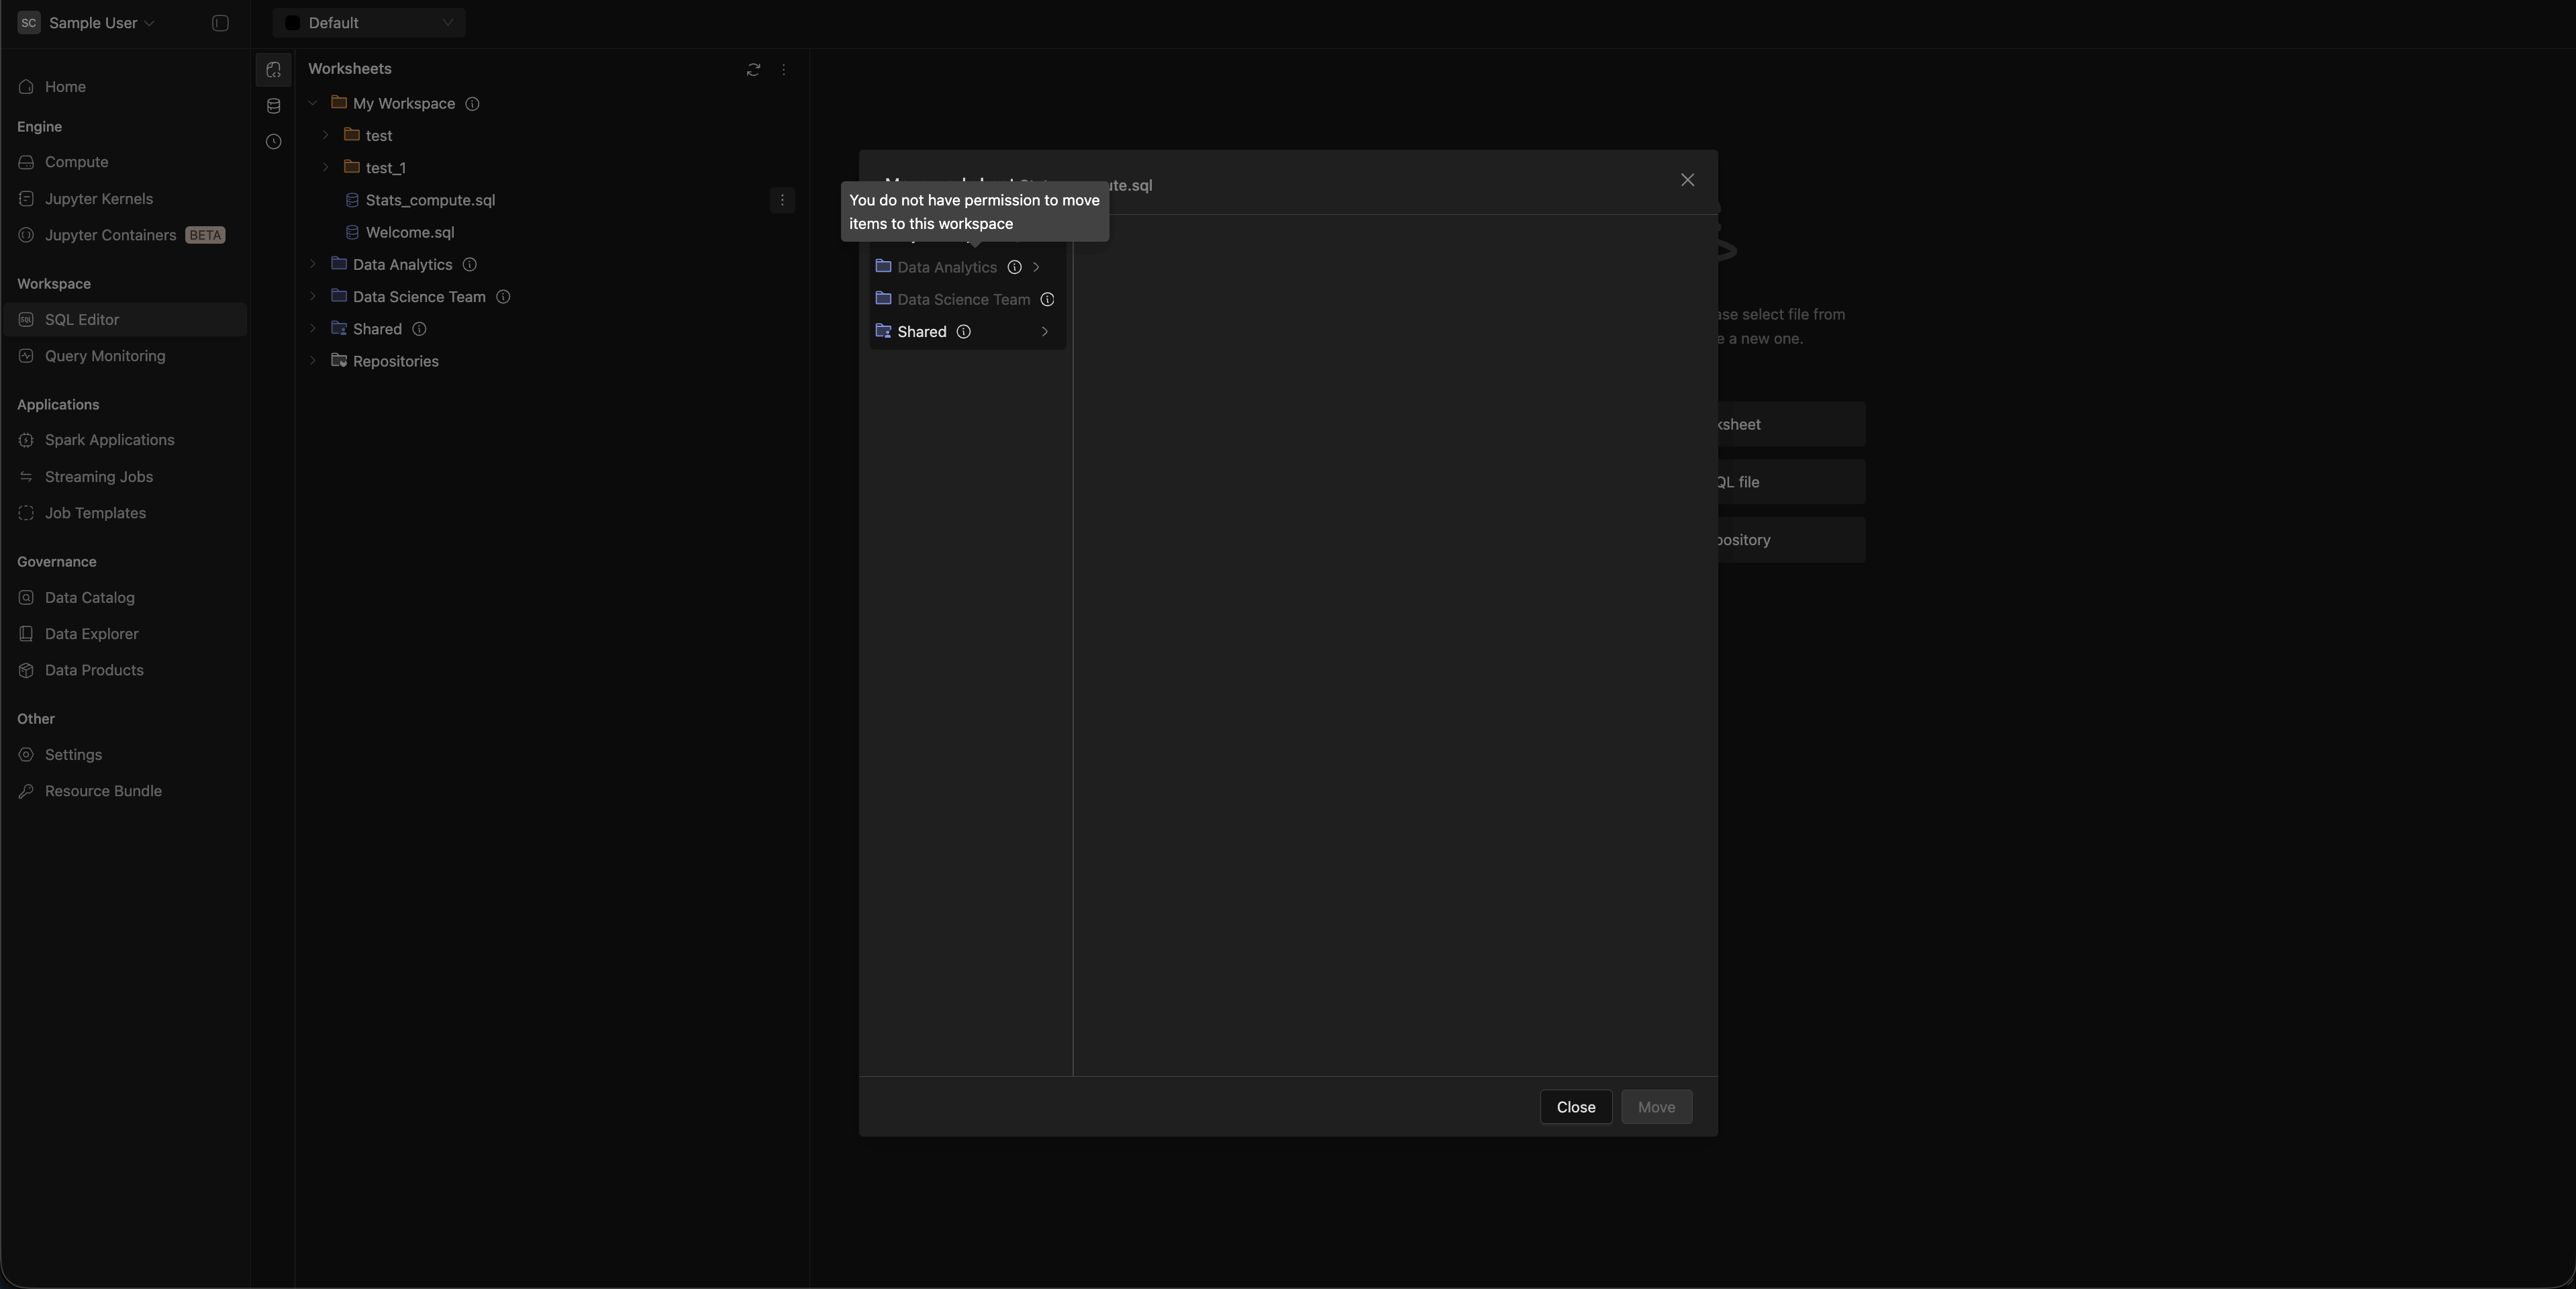 SC Sample User
Default
Home
Engine
Compute
Jupyter Kernels
Jupyter Containers BETA
Workspace
SQL Editor
Query Monitoring
Applications
Spark Applications
Streaming Jobs
Job Templates
Governance
Data Catalog
Data Explorer
Data Products
Other
Settings
Resource Bundle
Worksheets
My Workspace
test
test_1
Stats_compute.sql
Welcome.sql
Data Analytics
Data Science Team
Shared
Repositories
ute.sql
You do not have permission to move
items to this workspace
Data Analytics
Data Science Team
Shared
Close
Move
select file from
a new one.
ksheet
QL file
pository